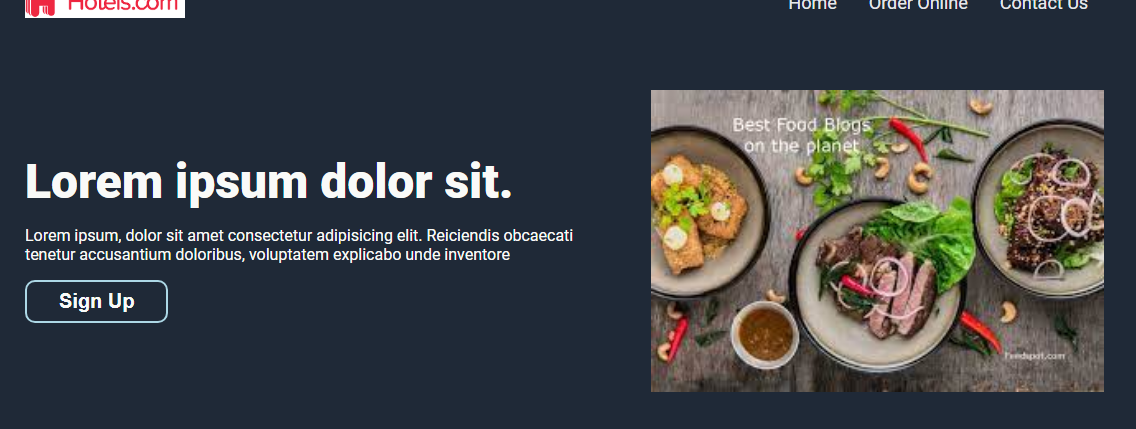 Hotels.com
Home Order Online Contact Us
Best Food Blogs
on the planet
Lorem ipsum dolor sit.
Lorem ipsum, dolor sit amet consectetur adipisicing elit. Reiciendis obcaecati
tenetur accusantium doloribus, voluptatem explicabo unde inventore
Sign Up
Feedspot.com